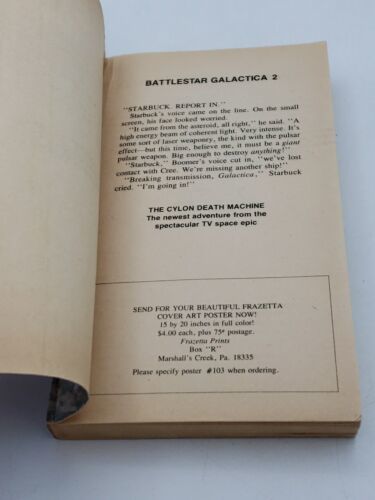 BATTLESTAR GALACTICA 2
"STARBUCK. REPORT IN."
Starbuck's voice came on the line. On the small
screen, his face looked worried.
"It came from the asteroid, all right," he said. "A
high energy beam of coherent light. Very intense. It's
some sort of laser weaponry, the kind with the pulsar
effect—but this time, believe me, it must be a giant
pulsar weapon. Big enough to destroy anything!"
"Starbuck," Boomer's voice cut in, "we've lost
contact with Cree. We're missing another ship!"
"Breaking transmission, Galactica," Starbuck
cried. "I'm going in!"
THE CYLON DEATH MACHINE
The newest adventure from the
spectacular TV space epic
SEND FOR YOUR BEAUTIFUL FRAZETTA
COVER ART POSTER NOW!
15 by 20 inches in full color!
$4.00 each, plus 75¢ postage.
Frazetta Prints
Box "R"
Marshall's Creek, Pa. 18335
Please specify poster #103 when ordering.